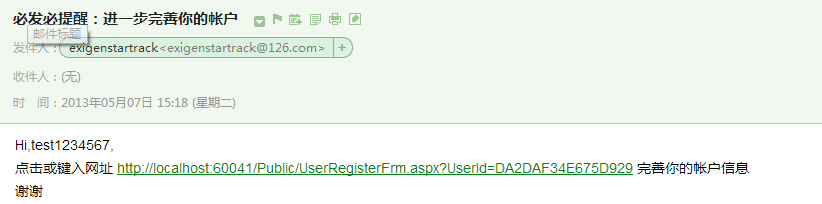 必发必提醒：进一步完善你的帐户
邮件标题
发件人：exigenstartrack<exigenstartrack@126.com> +
收件人：(无)
时 间：2013年05月07日 15:18 (星期二)
Hi,test1234567,
点击或键入网址 http://localhost:60041/Public/UserRegisterFrm.aspx?UserId=DA2DAF34E675D929 完善你的帐户信息
谢谢